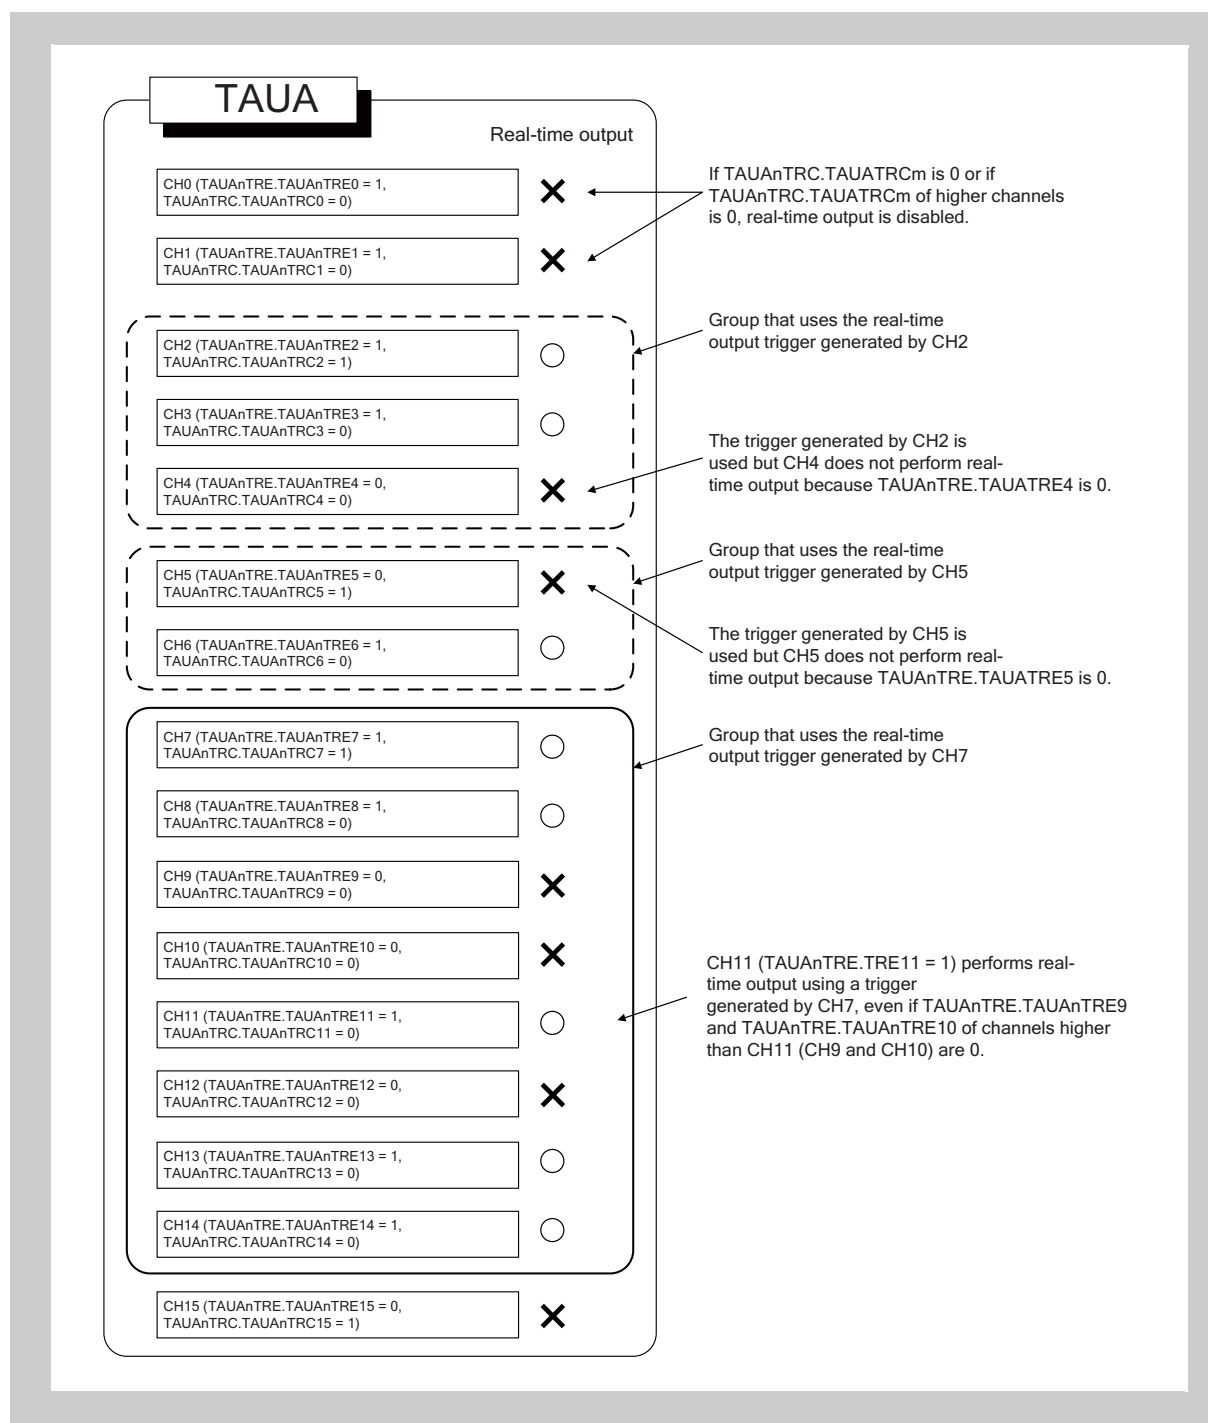 TAUA
Real-time output
CH0 (TAUAnTRE.TAUAnTRE0 = 1,
TAUAnTRC.TAUAnTRC0 = 0)
If TAUAnTRC.TAUATRCm is 0 or if
TAUAnTRC.TAUATRCm of higher channels
is 0, real-time output is disabled.
CH1 (TAUAnTRE.TAUAnTRE1 = 1,
TAUAnTRC.TAUAnTRC1 = 0)
Group that uses the real-time
output trigger generated by CH2
CH2 (TAUAnTRE.TAUAnTRE2 = 1,
TAUAnTRC.TAUAnTRC2 = 1)
CH3 (TAUAnTRE.TAUAnTRE3 = 1,
TAUAnTRC.TAUAnTRC3 = 0)
The trigger generated by CH2 is
used but CH4 does not perform real-
time output because TAUAnTRE.TAUATRE4 is 0.
CH4 (TAUAnTRE.TAUAnTRE4 = 0,
TAUAnTRC.TAUAnTRC4 = 0)
Group that uses the real-time
output trigger generated by CH5
CH5 (TAUAnTRE.TAUAnTRE5 = 0,
TAUAnTRC.TAUAnTRC5 = 1)
The trigger generated by CH5 is
used but CH5 does not perform real-
time output because TAUAnTRE.TAUATRE5 is 0.
CH6 (TAUAnTRE.TAUAnTRE6 = 1,
TAUAnTRC.TAUAnTRC6 = 0)
Group that uses the real-time
output trigger generated by CH7
CH7 (TAUAnTRE.TAUAnTRE7 = 1,
TAUAnTRC.TAUAnTRC7 = 1)
CH8 (TAUAnTRE.TAUAnTRE8 = 1,
TAUAnTRC.TAUAnTRC8 = 0)
CH9 (TAUAnTRE.TAUAnTRE9 = 0,
TAUAnTRC.TAUAnTRC9 = 0)
CH10 (TAUAnTRE.TAUAnTRE10 = 0,
TAUAnTRC.TAUAnTRC10 = 0)
CH11 (TAUAnTRE.TRE11 = 1) performs real-
time output using a trigger
generated by CH7, even if TAUAnTRE.TAUAnTRE9
and TAUAnTRE.TAUAnTRE10 of channels higher
than CH11 (CH9 and CH10) are 0.
CH11 (TAUAnTRE.TAUAnTRE11 = 1,
TAUAnTRC.TAUAnTRC11 = 0)
CH12 (TAUAnTRE.TAUAnTRE12 = 0,
TAUAnTRC.TAUAnTRC12 = 0)
CH13 (TAUAnTRE.TAUAnTRE13 = 1,
TAUAnTRC.TAUAnTRC13 = 0)
CH14 (TAUAnTRE.TAUAnTRE14 = 1,
TAUAnTRC.TAUAnTRC14 = 0)
CH15 (TAUAnTRE.TAUAnTRE15 = 0,
TAUAnTRC.TAUAnTRC15 = 1)